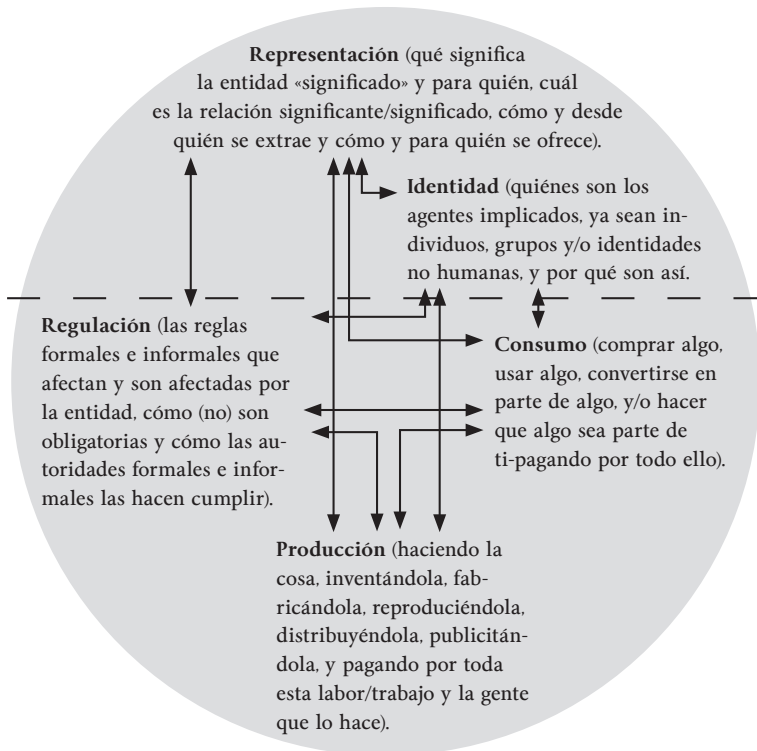 Representación (qué significa
la entidad «significado» y para quién, cuál
es la relación significante/significado, cómo y desde
quién se extrae y cómo y para quién se ofrece).
Identidad (quiénes son los
agentes implicados, ya sean in-
dividuos, grupos y/o identidades
no humanas, y por qué son así.
Regulación (las reglas
formales e informales que
afectan y son afectadas por
la entidad, cómo (no) son
obligatorias y cómo las au-
toridades formales e infor-
males las hacen cumplir).
Consumo (comprar algo,
usar algo, convertirse en
parte de algo, y/o hacer
que algo sea parte de
ti-pagando por todo ello).
Producción (haciendo la
cosa, inventándola, fab-
ricándola, reproduciéndola,
distribuyéndola, publicitán-
dola, y pagando por toda
esta labor/trabajo y la gente
que lo hace).